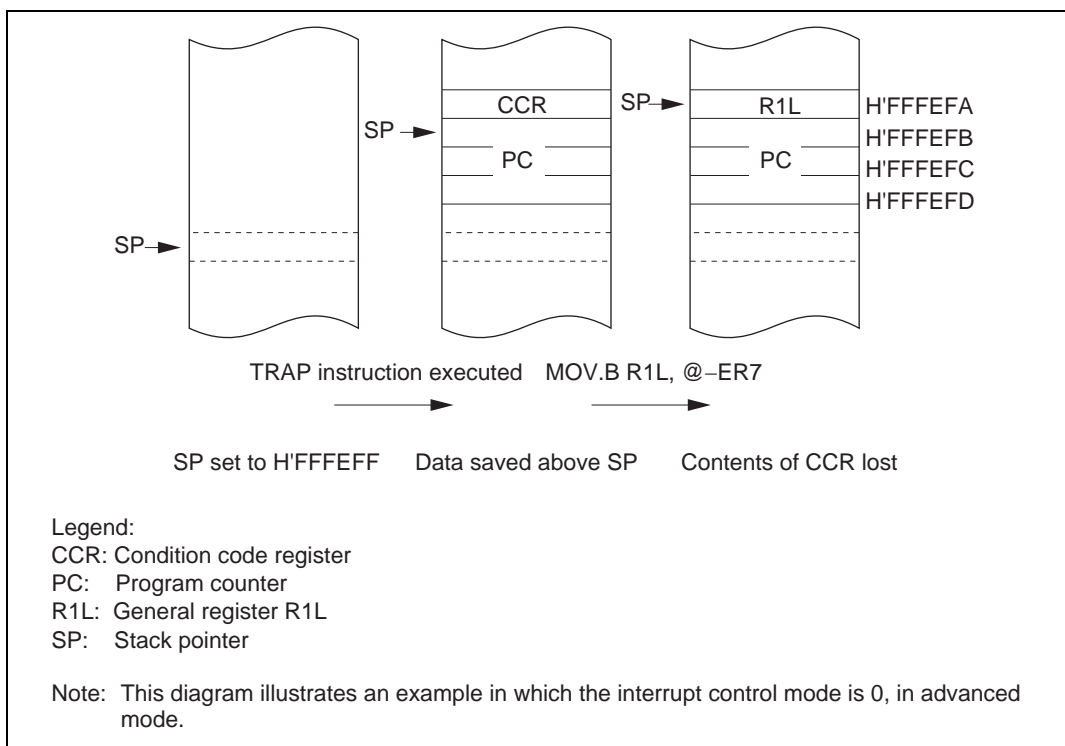 CCR SP R1L H'FFFEFA
SP H'FFFEFB
PC PC H'FFFEFC
H'FFFEFD
SP
TRAP instruction executed MOV.B R1L, @–ER7
SP set to H'FFFEFF Data saved above SP Contents of CCR lost
Legend:
CCR: Condition code register
PC: Program counter
R1L: General register R1L
SP: Stack pointer
Note: This diagram illustrates an example in which the interrupt control mode is 0, in advanced
mode.